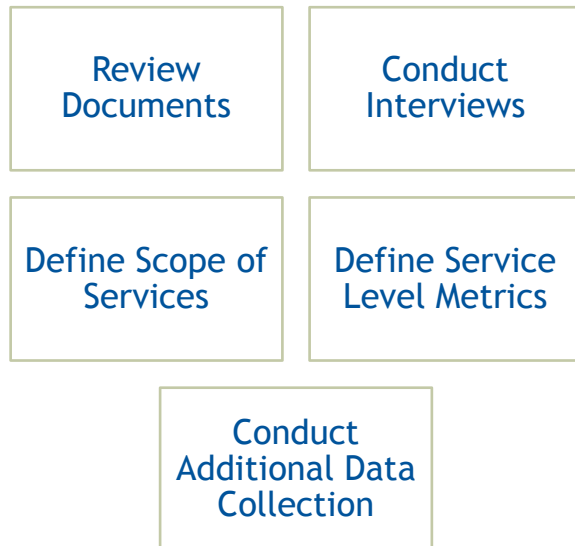 Review
Documents
Conduct
Interviews
Define Scope of
Services
Define Service
Level Metrics
Conduct
Additional Data
Collection